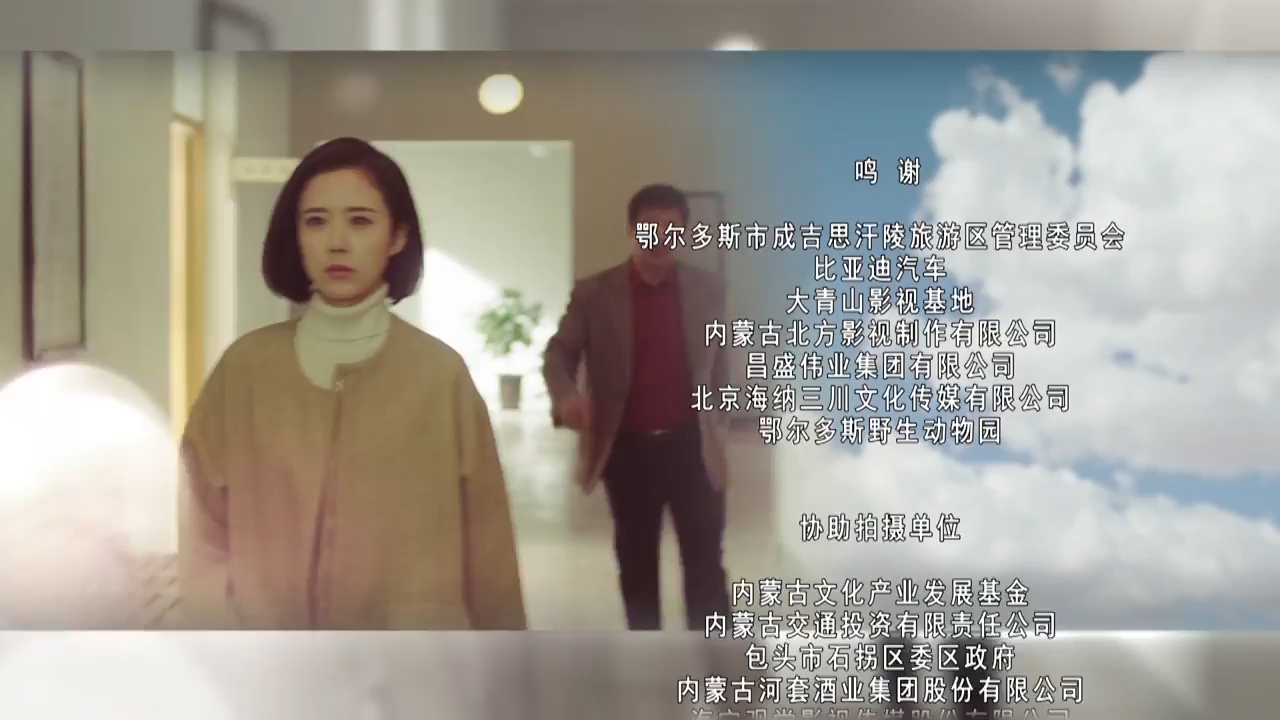 鸣 谢
鄂尔多斯市成吉思汗陵旅游区管理委员会
比亚迪汽车
大青山影视基地
内蒙古北方影视制作有限公司
昌盛伟业集团有限公司
北京海纳三川文化传媒有限公司
鄂尔多斯野生动物园
协助拍摄单位
内蒙古文化产业发展基金
内蒙古交通投资有限责任公司
包头市石拐区委区政府
内蒙古河套酒业集团股份有限公司